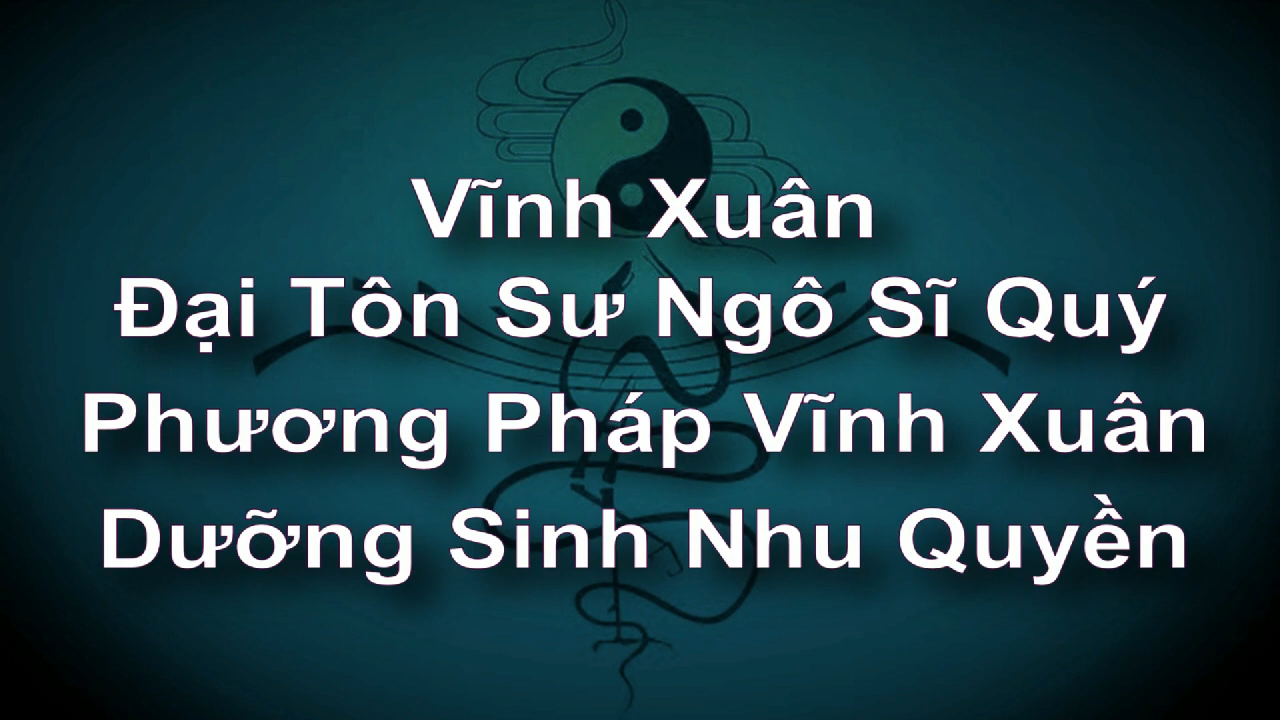 Vĩnh Xuân
Đại Tôn Sư Ngô Sĩ Quý
Phương Pháp Vĩnh Xuân
Dưỡng Sinh Nhu Quyền